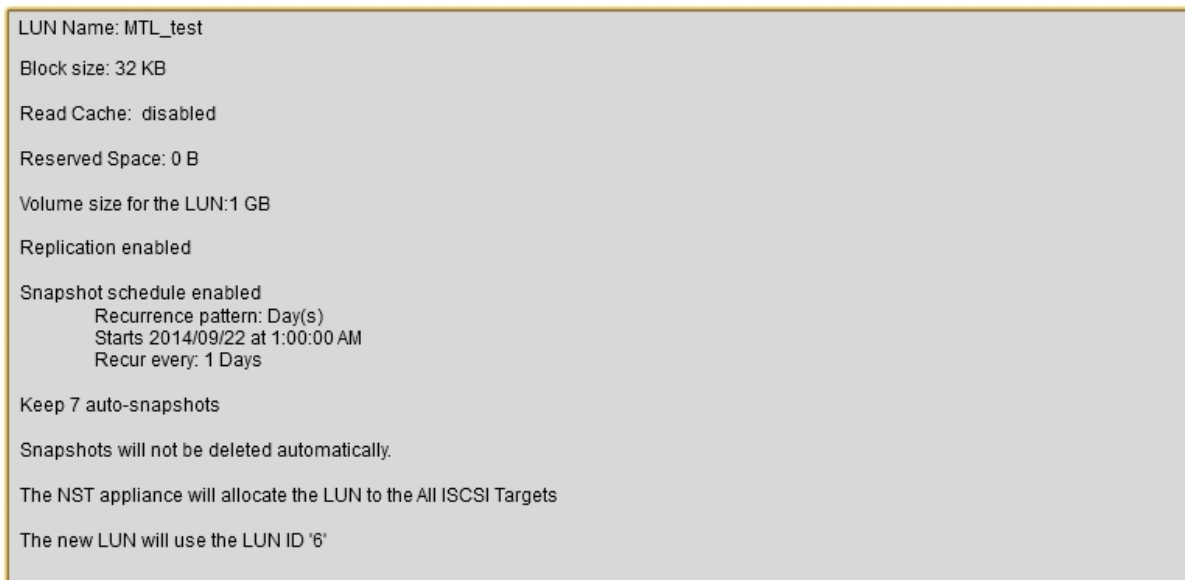 LUN Name: MTL_test
Block size: 32 KB
Read Cache:  disabled
Reserved Space: 0 B
Volume size for the LUN:1 GB
Replication enabled
Snapshot schedule enabled
Recurrence pattern: Day(s)
Starts 2014/09/22 at 1:00:00 AM
Recur every: 1 Days
Keep 7 auto-snapshots
Snapshots will not be deleted automatically.
The NST appliance will allocate the LUN to the All ISCSI Targets
The new LUN will use the LUN ID '6'